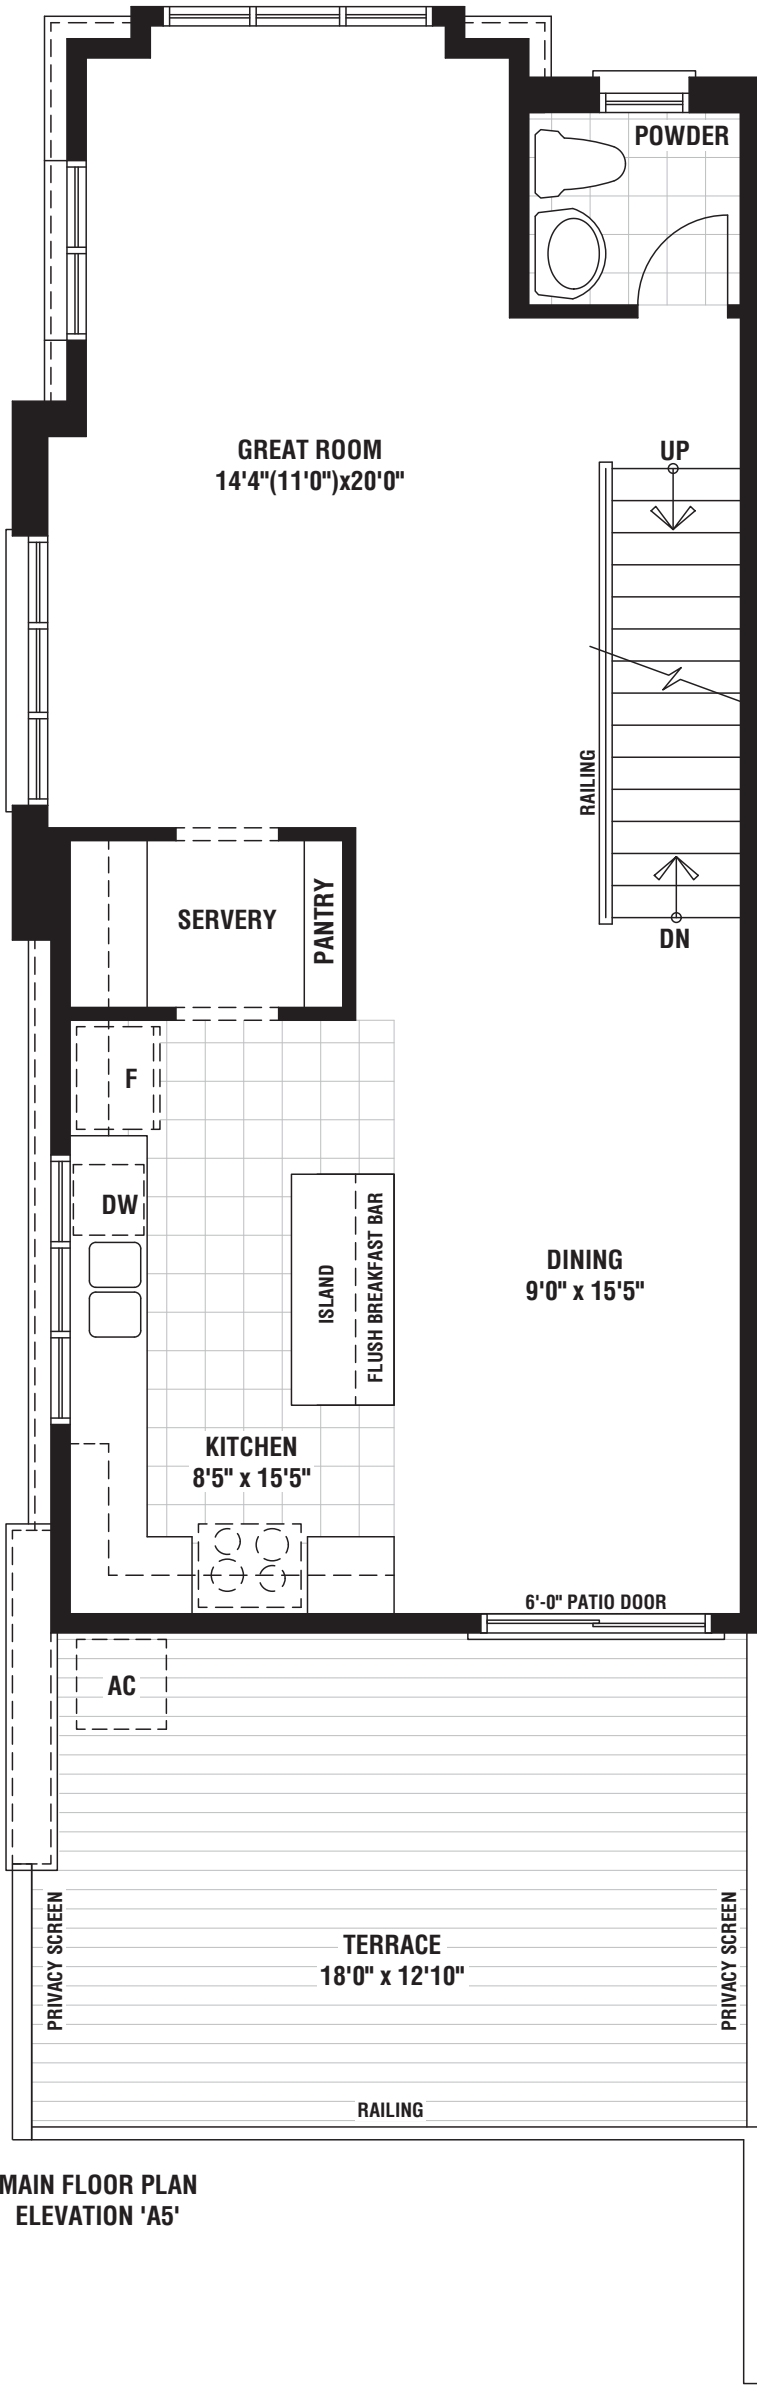 POWDER
GREAT ROOM
14'4"(11'0")x20'0"
UP
RAILING
SERVERY
PANTRY
DN
F
DW
ISLAND
FLUSH BREAKFAST BAR
DINING
9'0" x 15'5"
KITCHEN
8'5" x 15'5"
6'-0" PATIO DOOR
AC
PRIVACY SCREEN
TERRACE
18'0" x 12'10"
PRIVACY SCREEN
RAILING
MAIN FLOOR PLAN
ELEVATION 'A5'